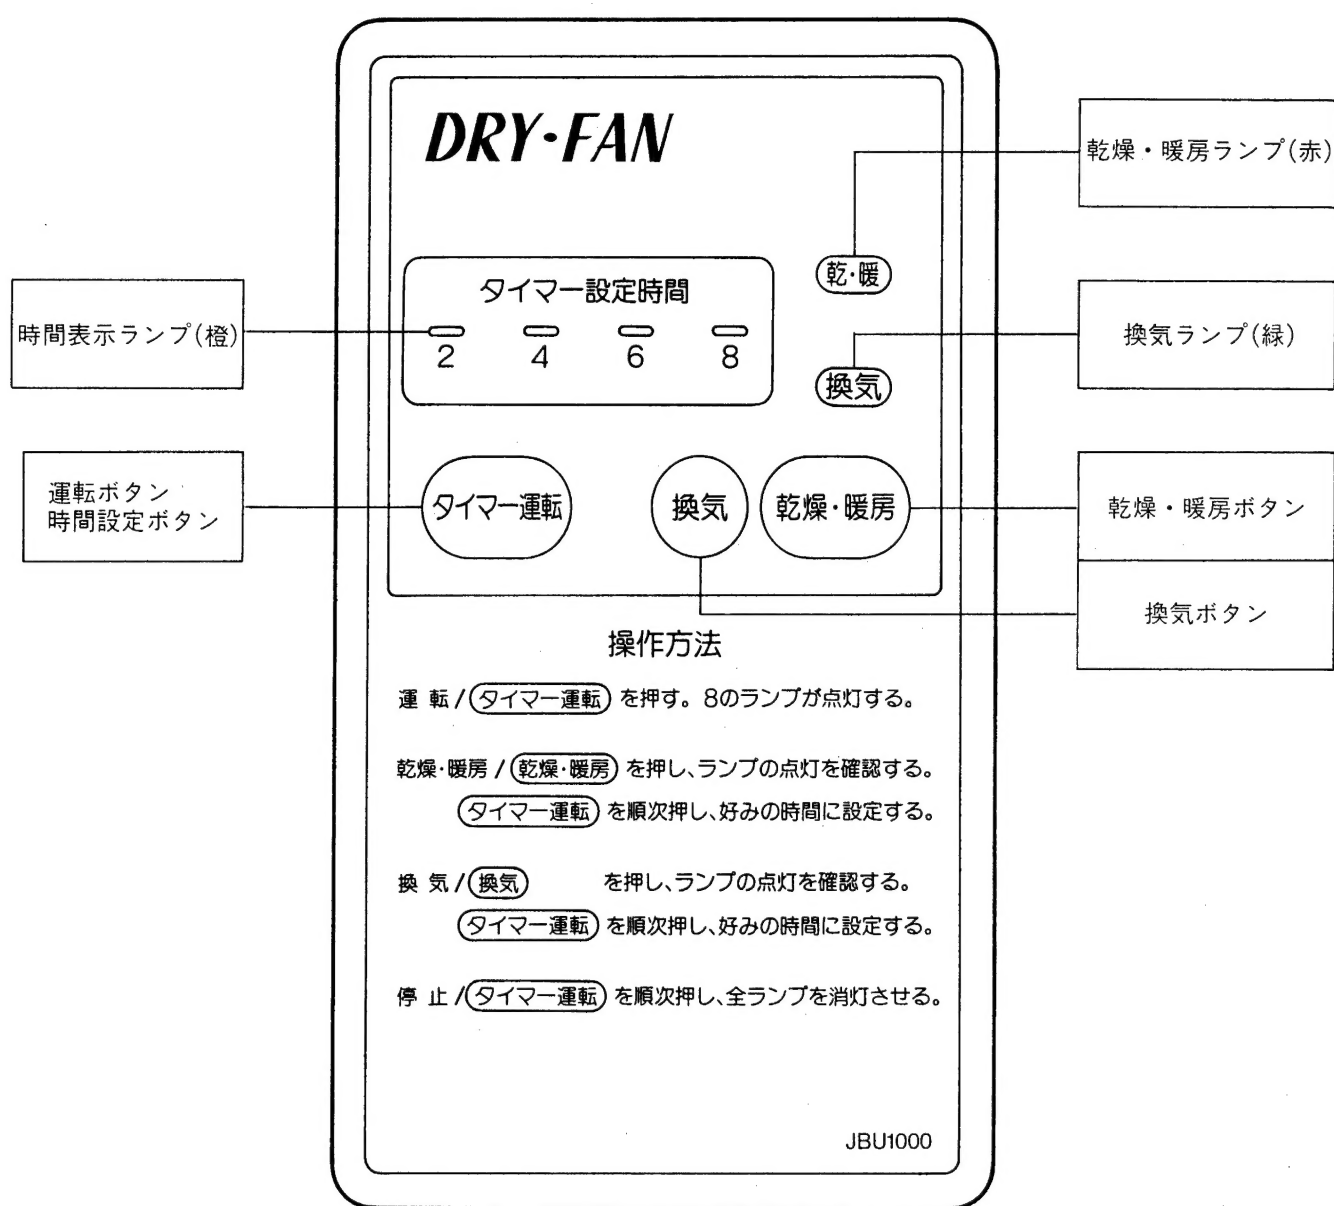 DRY・FAN
乾燥・暖房ランプ(赤)
乾・暖
タイマー設定時間
時間表示ランプ(橙)
2 4 6 8
換気ランプ(緑)
換気
運転ボタン
時間設定ボタン
タイマー運転 換気 乾燥・暖房
乾燥・暖房ボタン
換気ボタン
操作方法
運 転 / タイマー運転 を押す。8のランプが点灯する。
乾燥・暖房 / 乾燥・暖房 を押し、ランプの点灯を確認する。
タイマー運転 を順次押し、好みの時間に設定する。
換 気 / 換気 を押し、ランプの点灯を確認する。
タイマー運転 を順次押し、好みの時間に設定する。
停 止 / タイマー運転 を順次押し、全ランプを消灯させる。
JBU1000